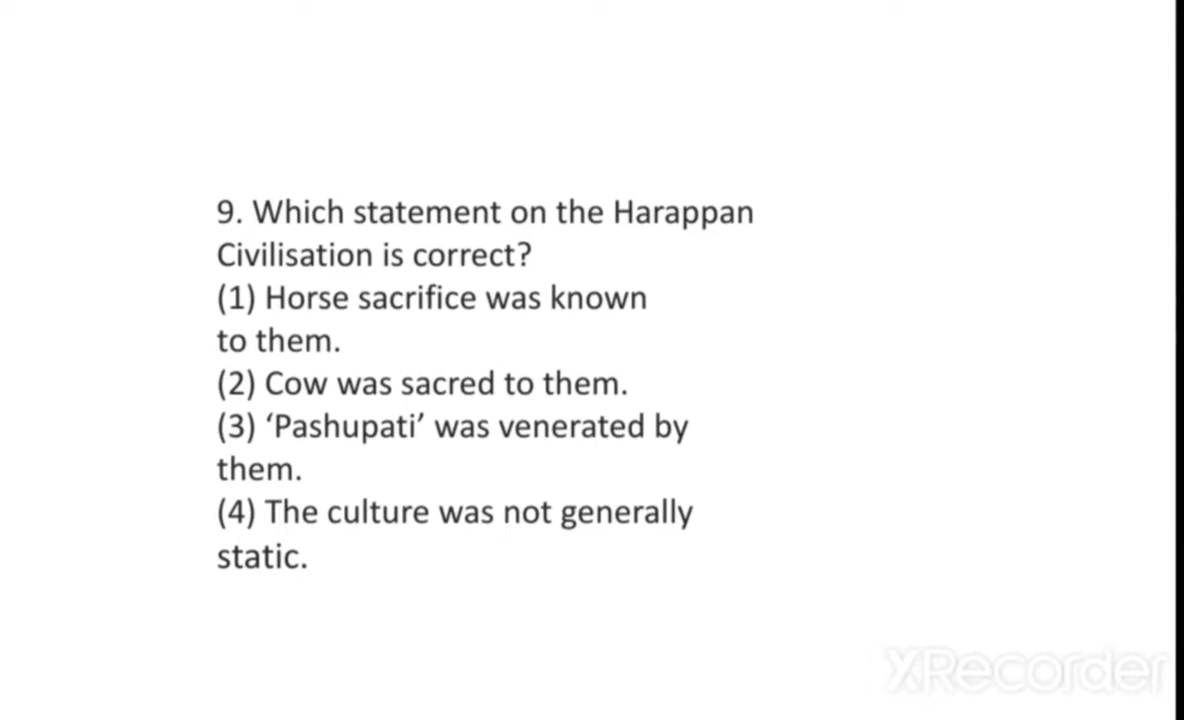 9. Which statement on the Harappan
Civilisation is correct?
(1) Horse sacrifice was known
to them.
(2) Cow was sacred to them.
(3) ‘Pashupati’ was venerated by
them.
(4) The culture was not generally
static.
XRecorder